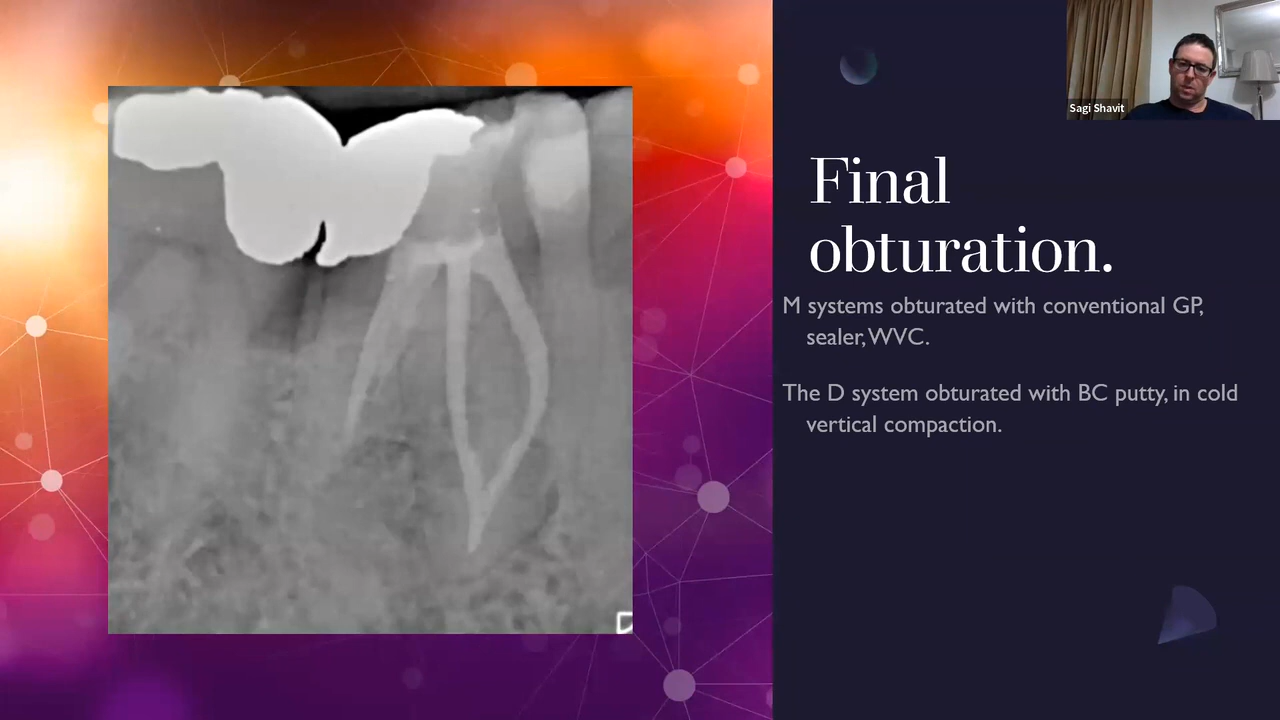 Sagi Shavit
Final
obturation.
M systems obturated with conventional GP,
sealer, WVC.
The D system obturated with BC putty, in cold
vertical compaction.